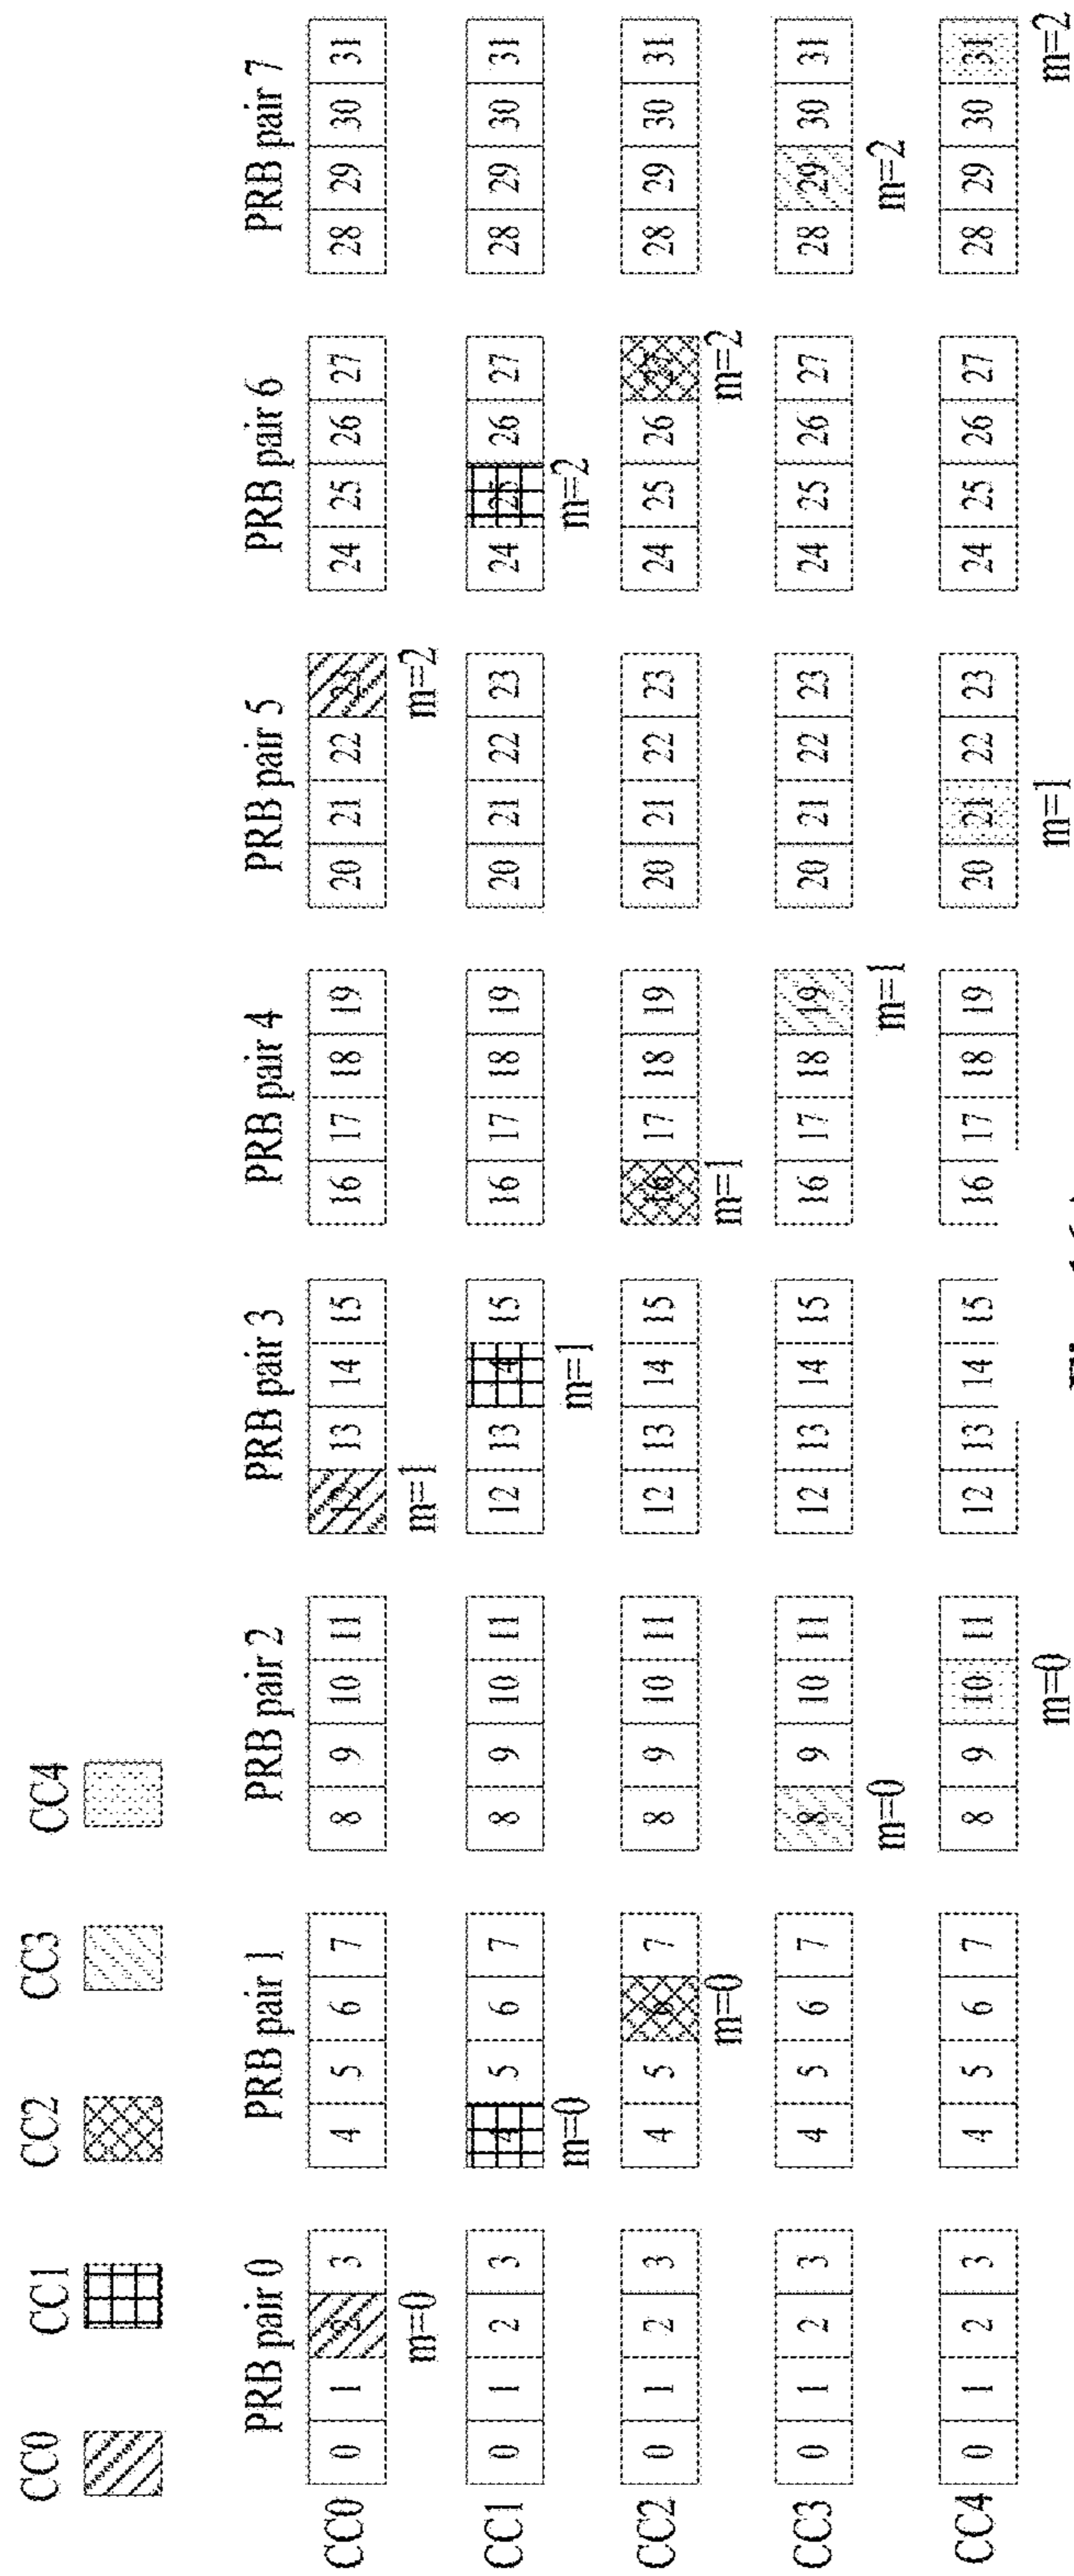 CC0 CC1 CC2 CC3 CC4
PRB pair 0 PRB pair 1 PRB pair 2 PRB pair 3 PRB pair 4 PRB pair 5 PRB pair 6 PRB pair 7
CC0 0 1 2 3 4 5 6 7 8 9 10 11 12 13 14 15 16 17 18 19 20 21 22 23 24 25 26 27 28 29 30 31
m=0 m=1 m=2
CC1 0 1 2 3 4 5 6 7 8 9 10 11 12 13 14 15 16 17 18 19 20 21 22 23 24 25 26 27 28 29 30 31
m=0 m=1 m=2
CC2 0 1 2 3 4 5 6 7 8 9 10 11 12 13 14 15 16 17 18 19 20 21 22 23 24 25 26 27 28 29 30 31
m=0 m=1 m=2
CC3 0 1 2 3 4 5 6 7 8 9 10 11 12 13 14 15 16 17 18 19 20 21 22 23 24 25 26 27 28 29 30 31
m=0 m=1 m=2
CC4 0 1 2 3 4 5 6 7 8 9 10 11 12 13 14 15 16 17 18 19 20 21 22 23 24 25 26 27 28 29 30 31
m=0 m=1 m=2